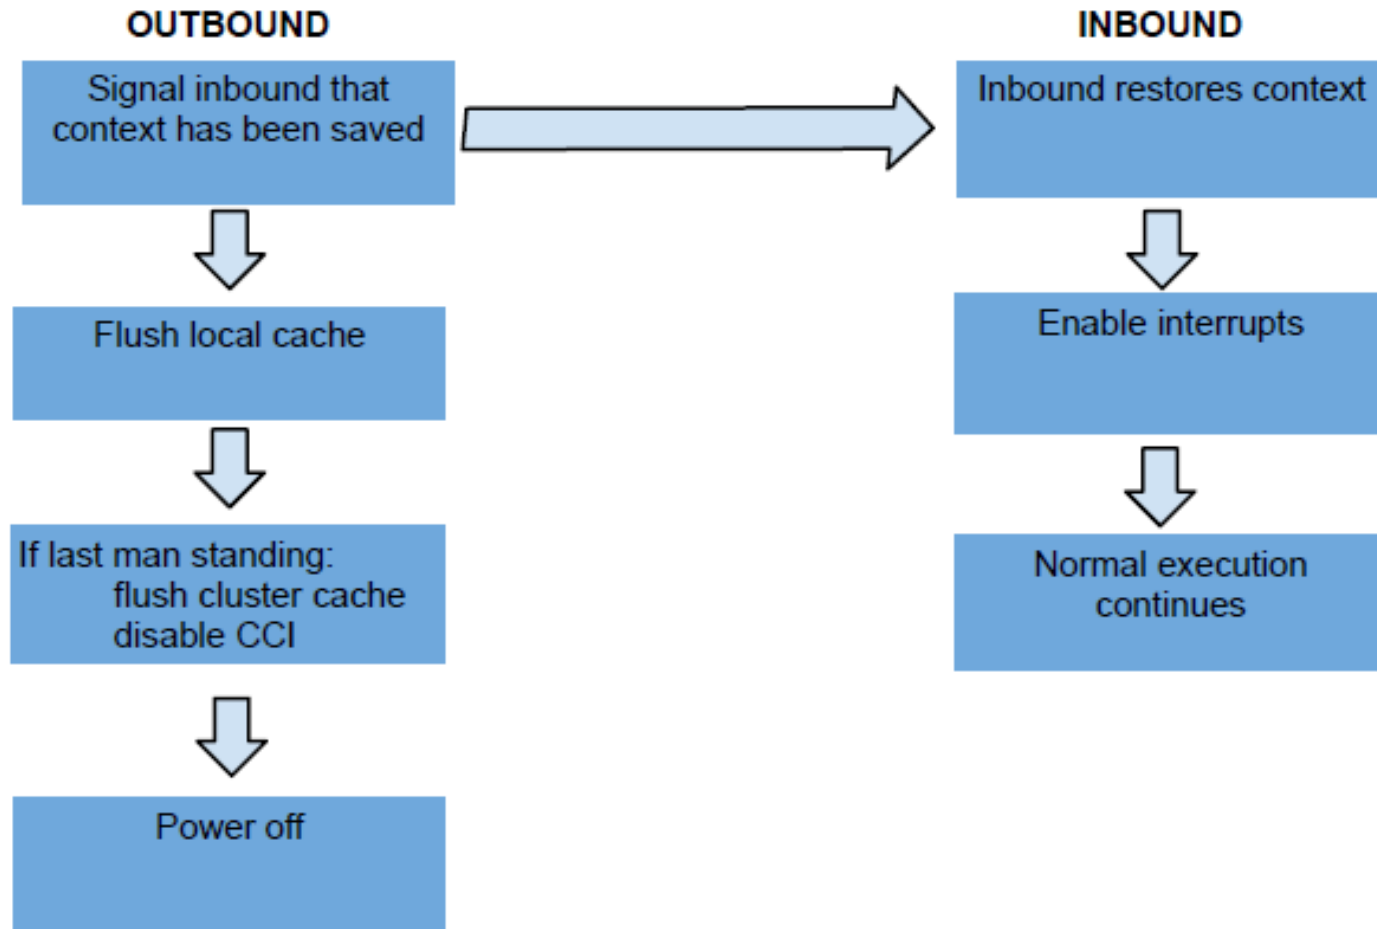 OUTBOUND
Signal inbound that
context has been saved
Flush local cache
If last man standing:
flush cluster cache
disable CCI
Power off
INBOUND
Inbound restores context
Enable interrupts
Normal execution
continues